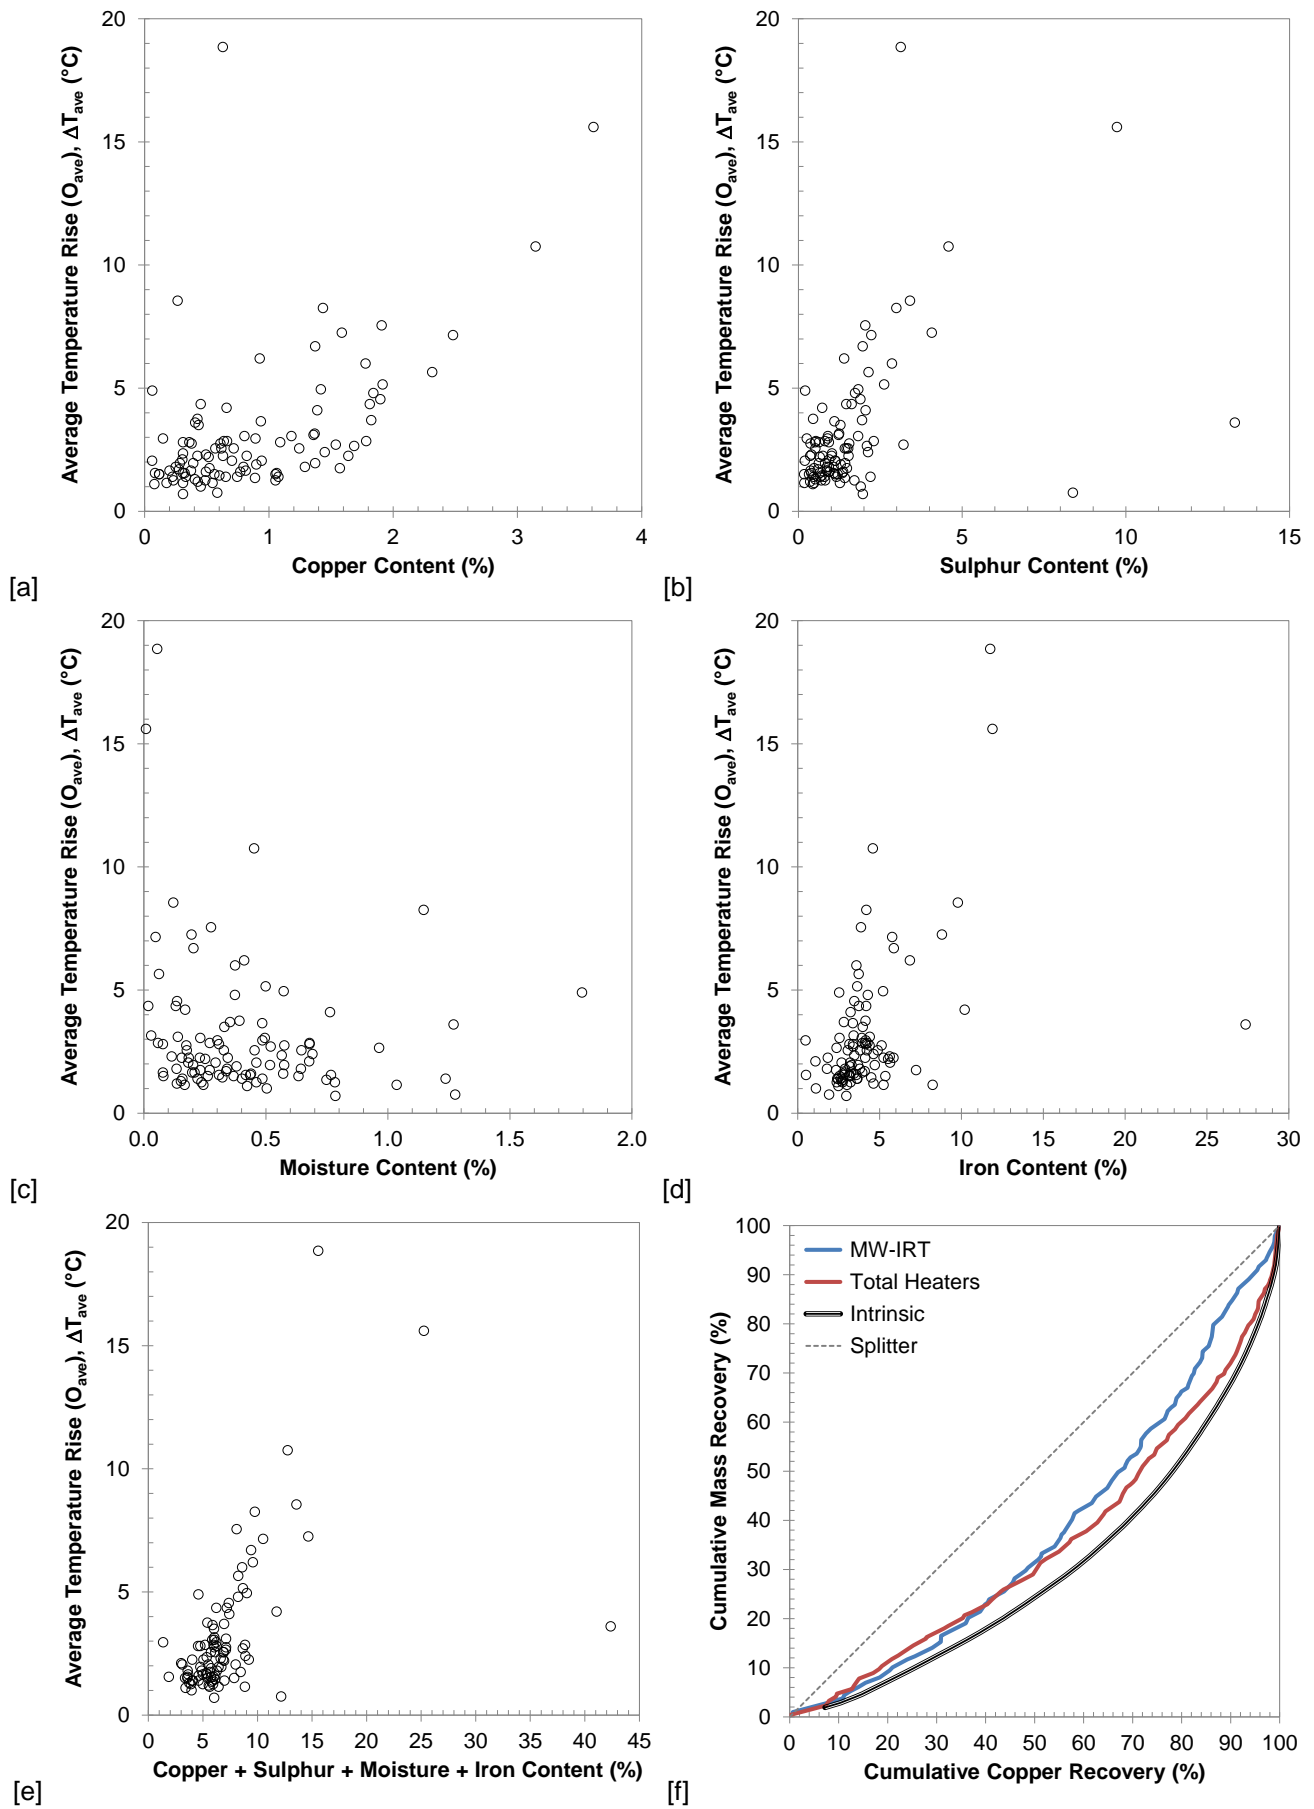 20
15
10
5
0
Average Temperature Rise (Oave), ΔTave (°C)
0 1 2 3 4
Copper Content (%)
[a]
20
15
10
5
0
Average Temperature Rise (Oave), ΔTave (°C)
0 5 10 15
Sulphur Content (%)
[b]
20
15
10
5
0
Average Temperature Rise (Oave), ΔTave (°C)
0.0 0.5 1.0 1.5 2.0
Moisture Content (%)
[c]
20
15
10
5
0
Average Temperature Rise (Oave), ΔTave (°C)
0 5 10 15 20 25 30
Iron Content (%)
[d]
20
15
10
5
0
Average Temperature Rise (Oave), ΔTave (°C)
0 5 10 15 20 25 30 35 40 45
Copper + Sulphur + Moisture + Iron Content (%)
[e]
100
90
80
70
60
50
40
30
20
10
0
Cumulative Mass Recovery (%)
MW-IRT
Total Heaters
Intrinsic
Splitter
0 10 20 30 40 50 60 70 80 90 100
Cumulative Copper Recovery (%)
[f]